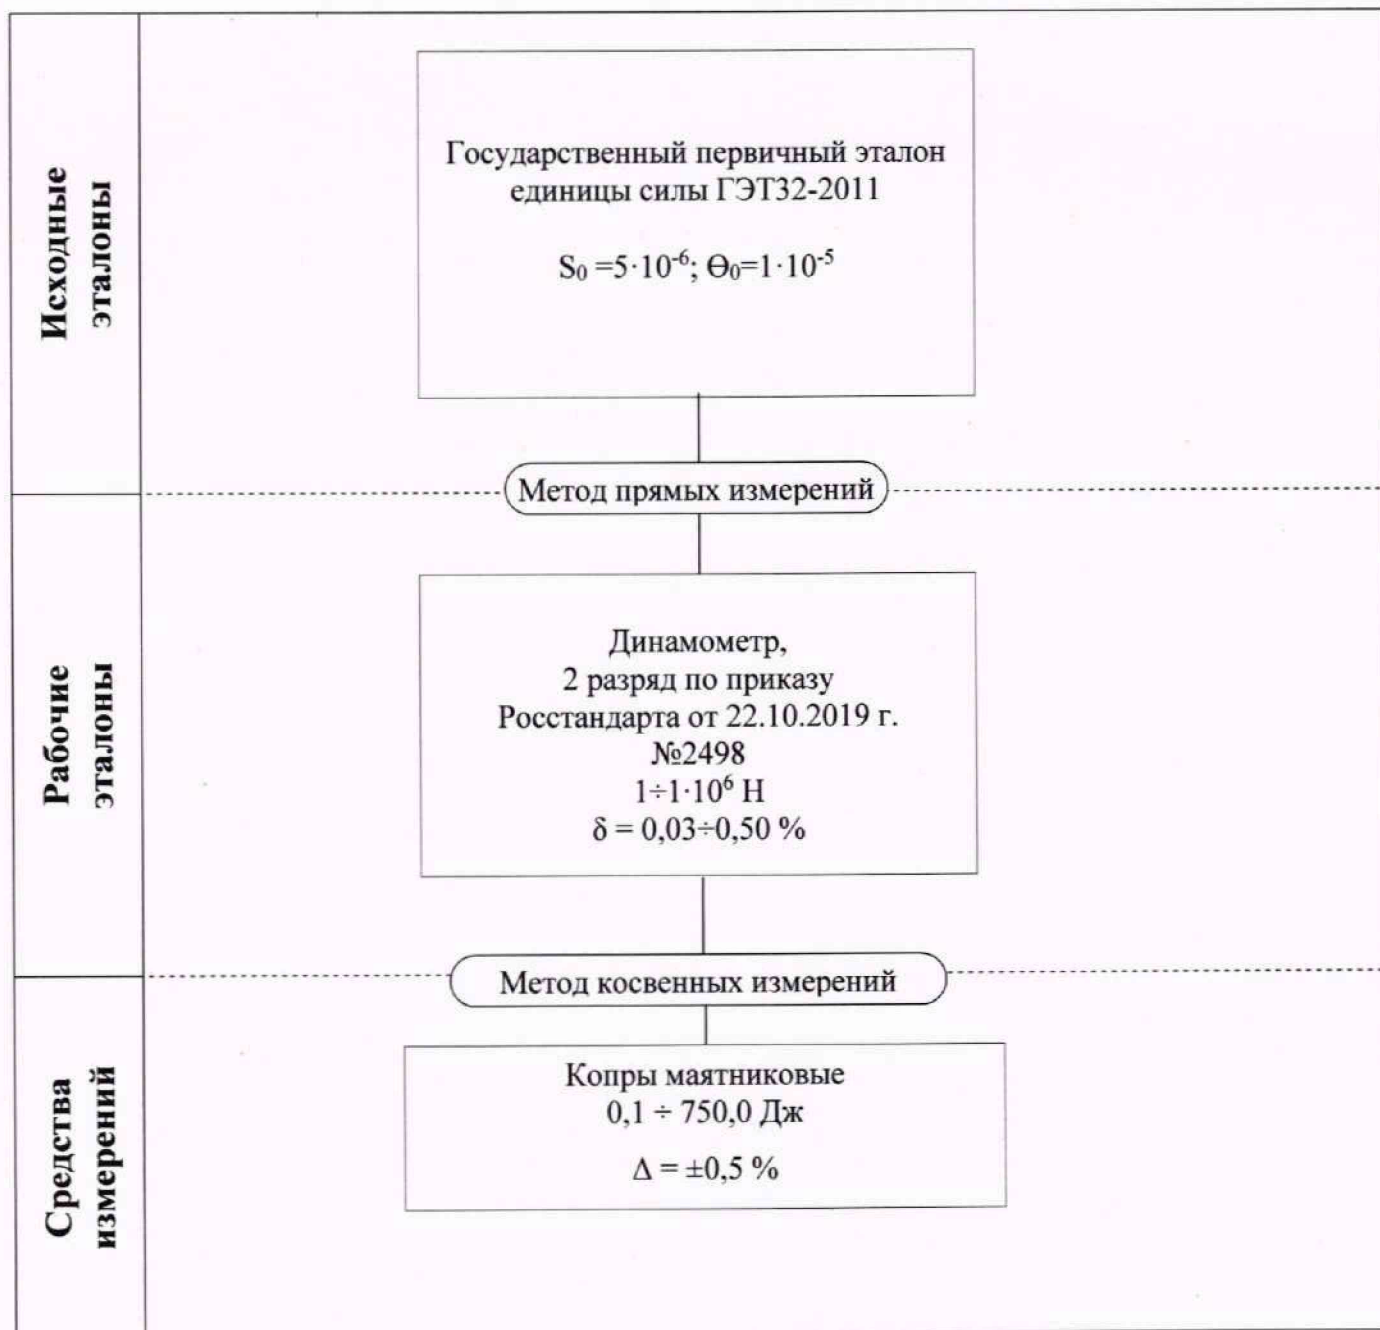 Исходные
эталоны
Государственный первичный эталон
единицы силы ГЭТ32-2011
S₀ =5·10⁻⁶; Ѳ₀=1·10⁻⁵
Метод прямых измерений
Рабочие
эталоны
Динамометр,
2 разряд по приказу
Росстандарта от 22.10.2019 г.
№2498
1÷1·10⁶ Н
δ = 0,03÷0,50 %
Метод косвенных измерений
Средства
измерений
Копры маятниковые
0,1 ÷ 750,0 Дж
Δ = ±0,5 %